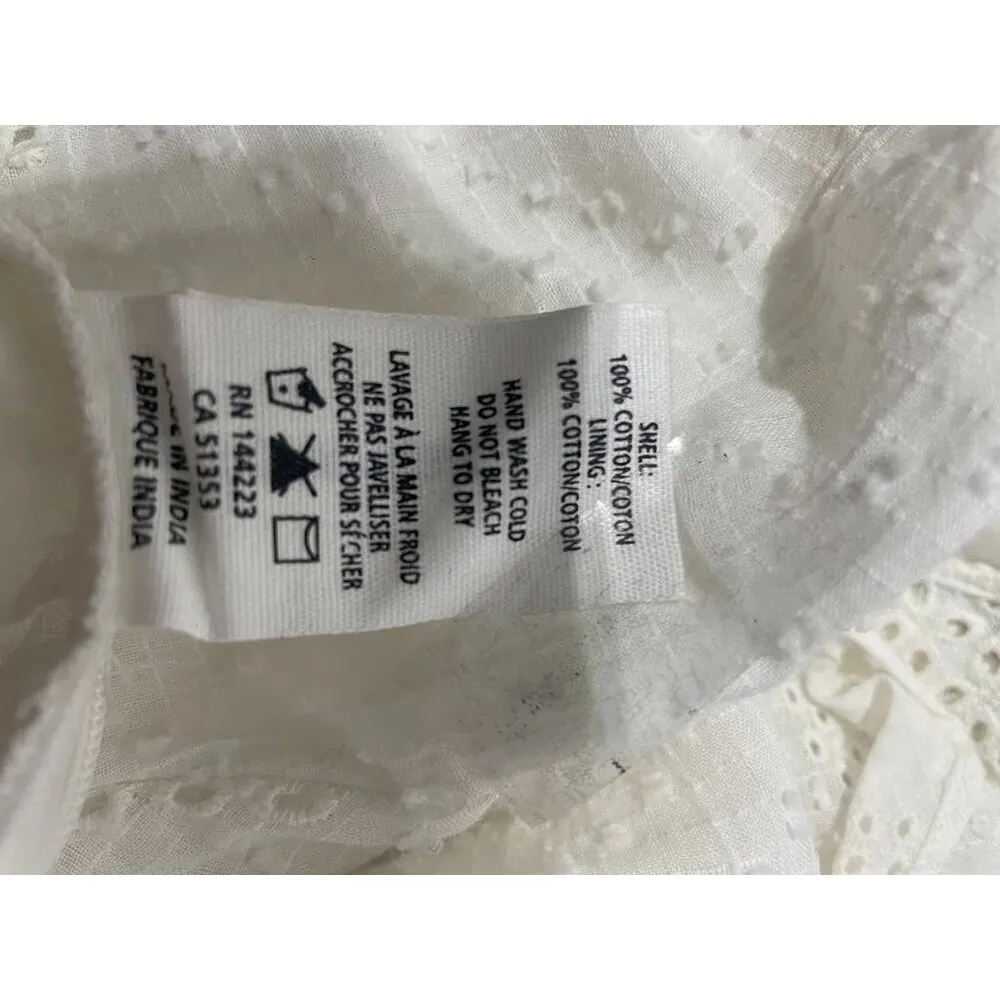 SHELL:
100% COTTON/COTON
LINING:
100% COTTON/COTON
HAND WASH COLD
DO NOT BLEACH
HANG TO DRY
LAVAGE À LA MAIN FROID
NE PAS JAVELLISER
ACCROCHER POUR SÉCHER
RN 144223
CA 51353
IN INDIA
FABRIQUE INDIA